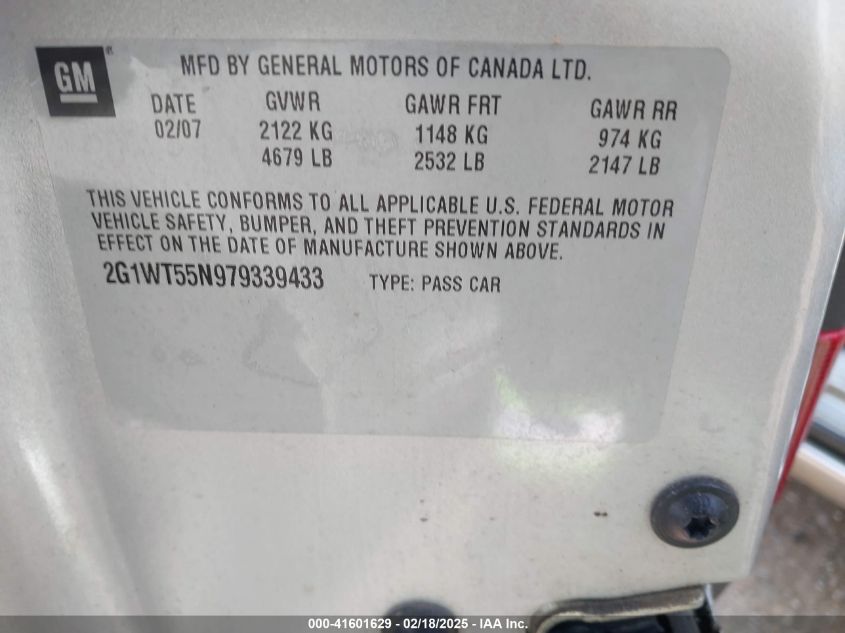 GM®
MFD BY GENERAL MOTORS OF CANADA LTD.
DATE GVWR GAWR FRT GAWR RR
02/07 2122 KG 1148 KG 974 KG
4679 LB 2532 LB 2147 LB
THIS VEHICLE CONFORMS TO ALL APPLICABLE U.S. FEDERAL MOTOR
VEHICLE SAFETY, BUMPER, AND THEFT PREVENTION STANDARDS IN
EFFECT ON THE DATE OF MANUFACTURE SHOWN ABOVE.
2G1WT55N979339433 TYPE: PASS CAR
000-41601629 - 02/18/2025 - IAA Inc.